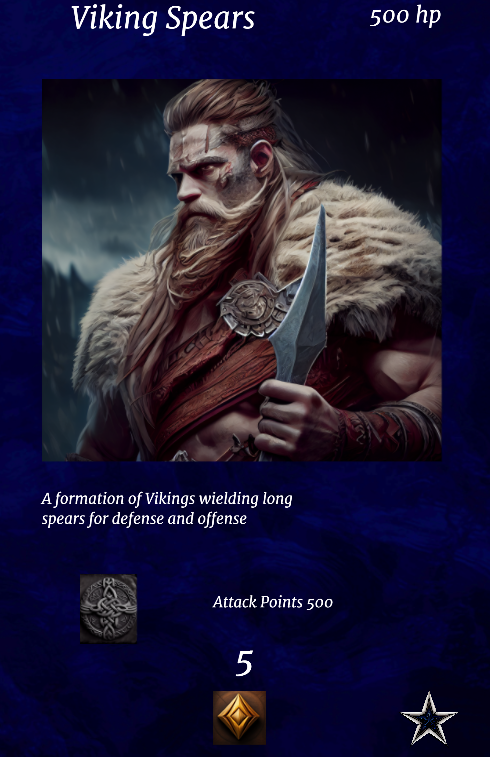 Viking Spears
500 hp
A formation of Vikings wielding long
spears for defense and offense
Attack Points 500
5